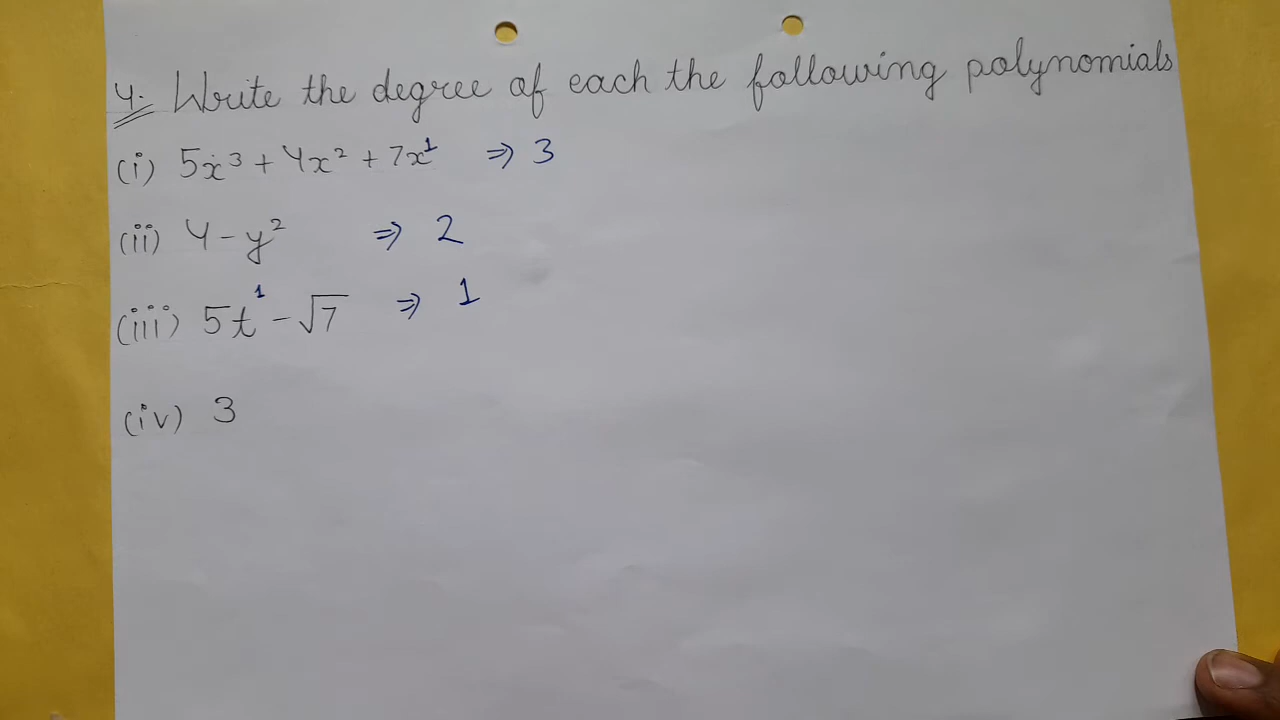 4. Write the degree of each the following polynomials
(i) 5x³ + 4x² + 7x¹ ⇒ 3
(ii) 4 - y² ⇒ 2
(iii) 5t¹ - √7 ⇒ 1
(iv) 3